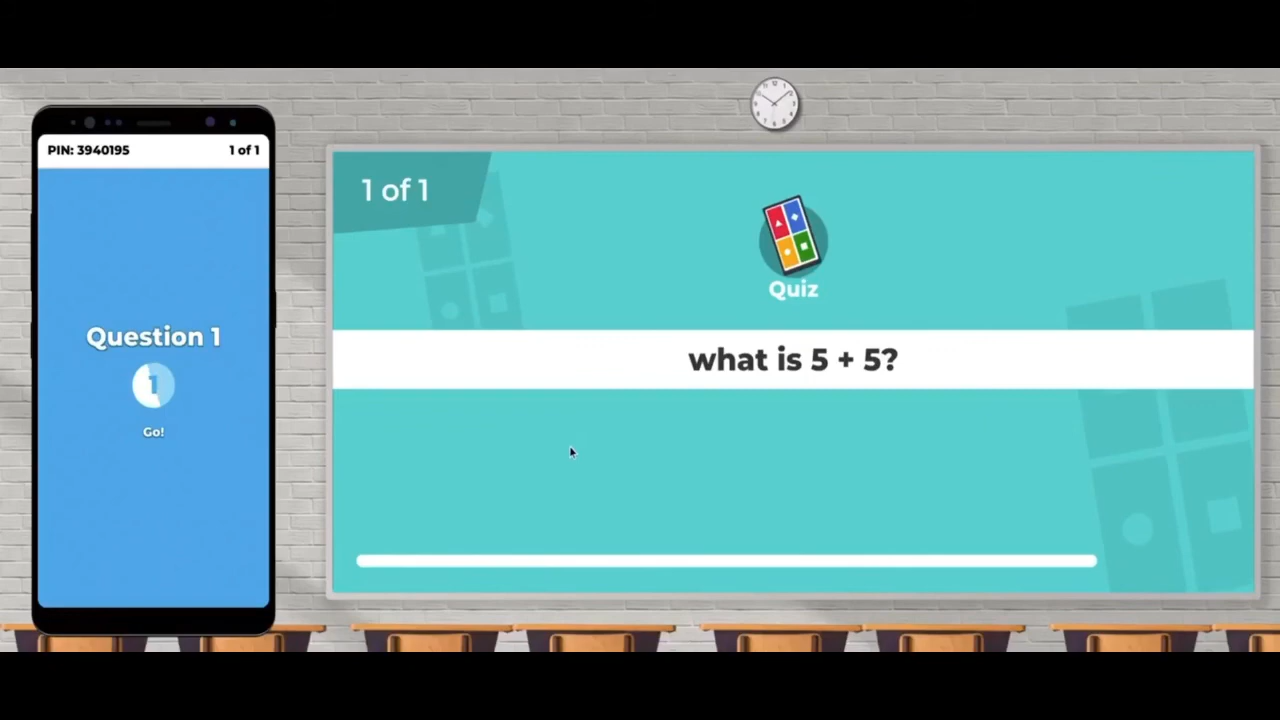 PIN: 3940195
1 of 1
Question 1
1
Go!
1 of 1
Quiz
what is 5 + 5?